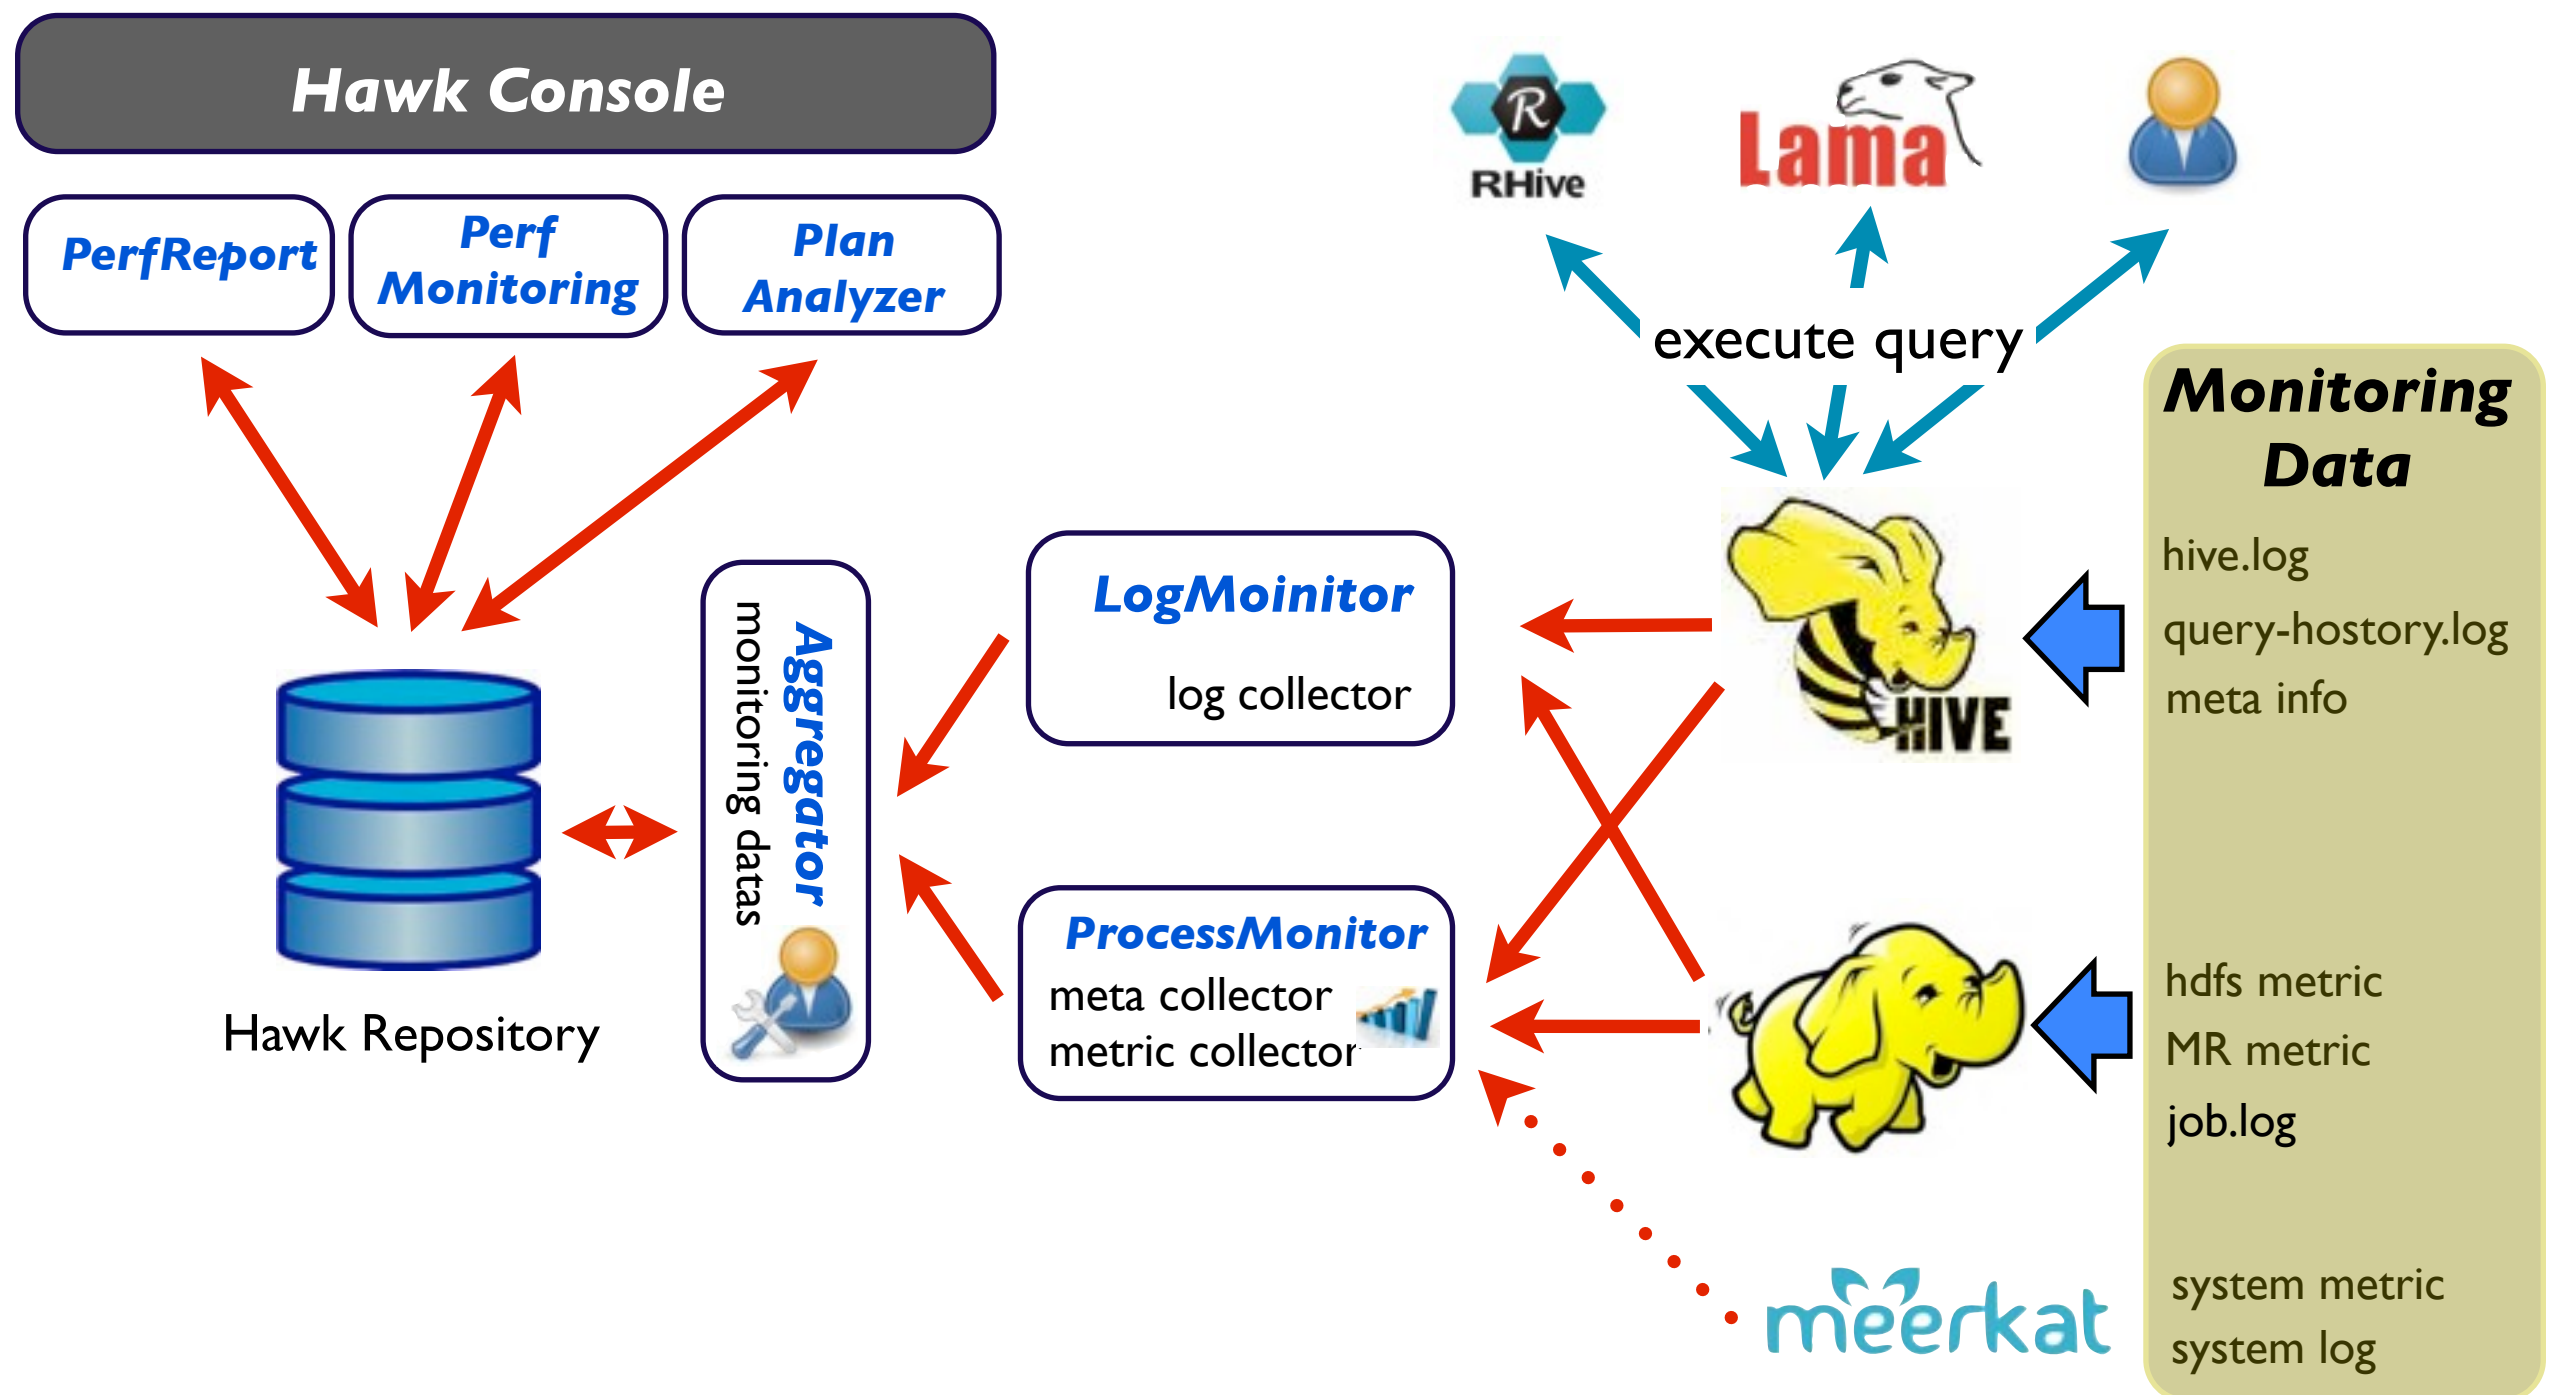 Hawk Console
PerfReport
Perf
Monitoring
Plan
Analyzer
R
RHive
Lama
execute query
Monitoring
Data
hive.log
query-hostory.log
meta info
hdfs metric
MR metric
job.log
system metric
system log
HIVE
LogMoinitor
log collector
Aggregator
monitoring datas
ProcessMonitor
meta collector
metric collector
Hawk Repository
meerkat